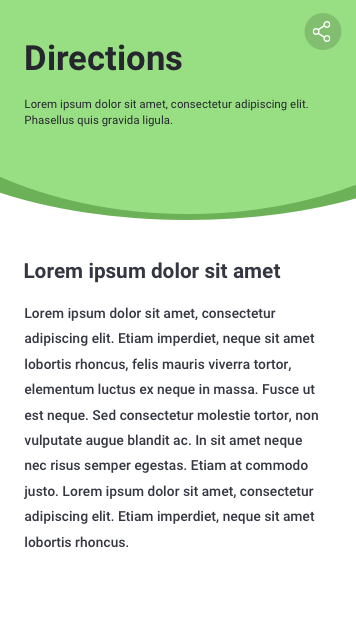 Directions
Lorem ipsum dolor sit amet, consectetur adipiscing elit.
Phasellus quis gravida ligula.
Lorem ipsum dolor sit amet
Lorem ipsum dolor sit amet, consectetur
adipiscing elit. Etiam imperdiet, neque sit amet
lobortis rhoncus, felis mauris viverra tortor,
elementum luctus ex neque in massa. Fusce ut
est neque. Sed consectetur molestie tortor, non
vulputate augue blandit ac. In sit amet neque
nec risus semper egestas. Etiam at commodo
justo. Lorem ipsum dolor sit amet, consectetur
adipiscing elit. Etiam imperdiet, neque sit amet
lobortis rhoncus.